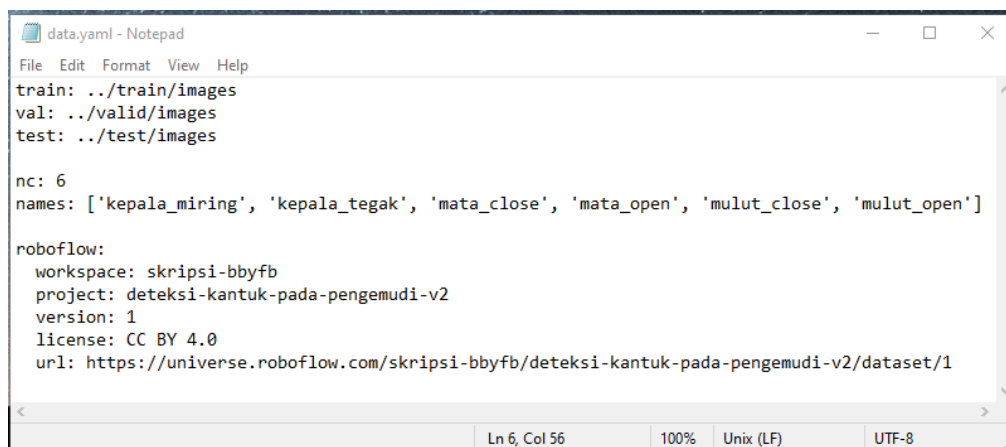 data.yaml - Notepad
File Edit Format View Help
train: ../train/images
val: ../valid/images
test: ../test/images
nc: 6
names: ['kepala_miring', 'kepala_tegak', 'mata_close', 'mata_open', 'mulut_close', 'mulut_open']
roboflow:
  workspace: skripsi-bbyfb
  project: deteksi-kantuk-pada-pengemudi-v2
  version: 1
  license: CC BY 4.0
  url: https://universe.roboflow.com/skripsi-bbyfb/deteksi-kantuk-pada-pengemudi-v2/dataset/1
Ln 6, Col 56 100% Unix (LF) UTF-8